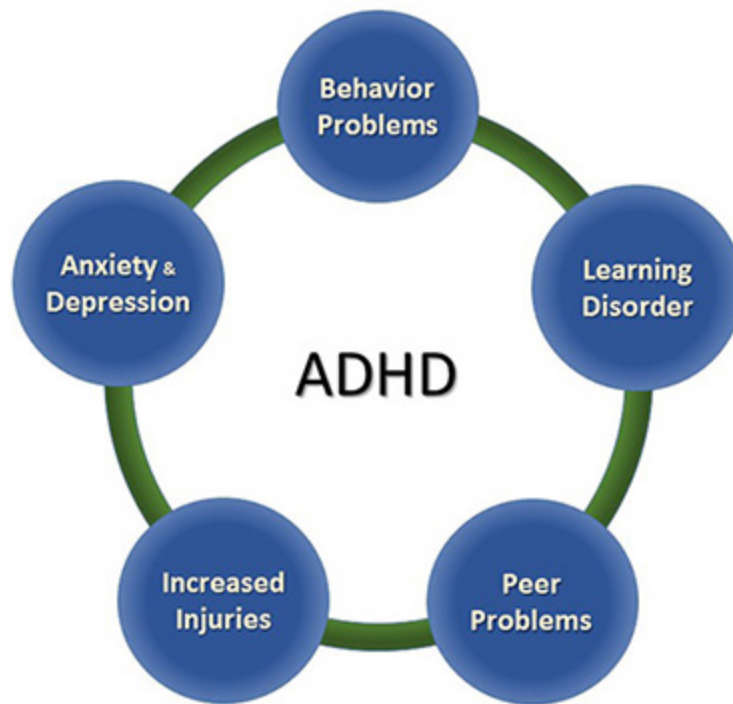 Behavior
Problems
Anxiety &
Depression
Learning
Disorder
ADHD
Increased
Injuries
Peer
Problems